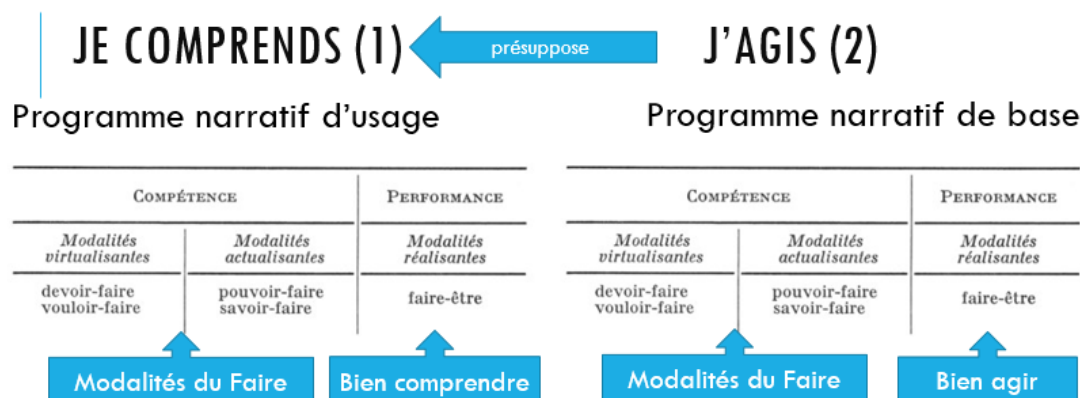 JE COMPRENDS (1)
présuppose
J'AGIS (2)
Programme narratif d'usage
Programme narratif de base
COMPÉTENCE
PERFORMANCE
Modalités
virtualisantes
Modalités
actualisantes
Modalités
réalisantes
devoir-faire
vouloir-faire
pouvoir-faire
savoir-faire
faire-être
Modalités du Faire
Bien comprendre
COMPÉTENCE
PERFORMANCE
Modalités
virtualisantes
Modalités
actualisantes
Modalités
réalisantes
devoir-faire
vouloir-faire
pouvoir-faire
savoir-faire
faire-être
Modalités du Faire
Bien agir